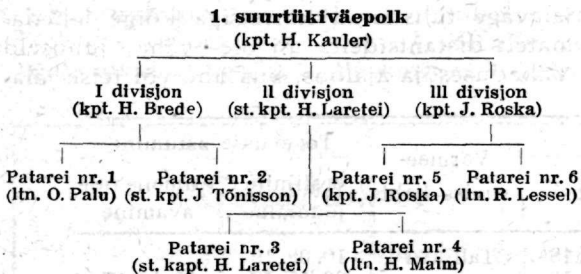 1. suurtükiväepolk
(kpt. H. Kauler)
I divisjon II divisjon III divisjon
(kpt. H. Brede) (st. kpt. H. Laretei) (kpt. J. Roska)
Patarei nr. 1 Patarei nr. 2 Patarei nr. 5 Patarei nr. 6
(ltn. O. Palu) (st. kpt. J Tõnisson) (kpt. J. Roska) (ltn. R. Lessel)
Patarei nr. 3 Patarei nr. 4
(st. kapt. H. Laretei) (ltn. H. Maim)